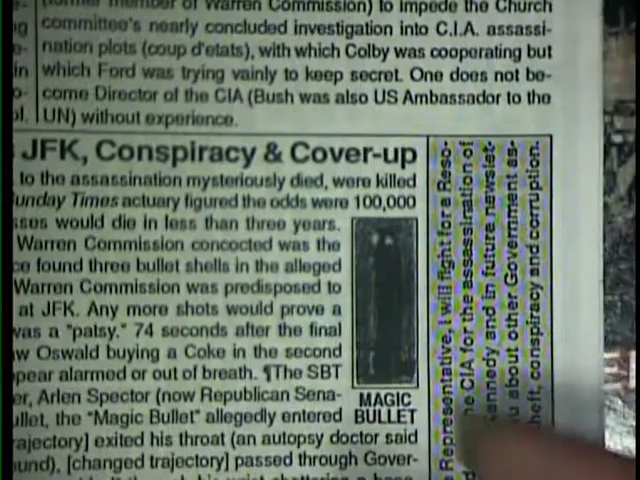 former member of Warren Commission) to impede the Church
committee's nearly concluded investigation into C.I.A. assassi-
nation plots (coup d'etats), with which Colby was cooperating but
which Ford was trying vainly to keep secret. One does not be-
come Director of the CIA (Bush was also US Ambassador to the
UN) without experience.
JFK, Conspiracy & Cover-up
to the assassination mysteriously died, were killed
unday Times actuary figured the odds were 100,000
sses would die in less than three years.
Warren Commission concocted was the
ce found three bullet shells in the alleged
Warren Commission was predisposed to
at JFK. Any more shots would prove a
was a "patsy." 74 seconds after the final
w Oswald buying a Coke in the second
pear alarmed or out of breath. ¶The SBT
er, Arlen Spector (now Republican Sena-
ullet, the "Magic Bullet" allegedly entered
rajectory] exited his throat (an autopsy doctor said
ound), [changed trajectory] passed through Gover-
MAGIC
BULLET
Representative, I will fight for a Reso-
he CIA for the assassination of
ennedy and in future newslet-
u about other Government as-
heft, conspiracy and corruption.